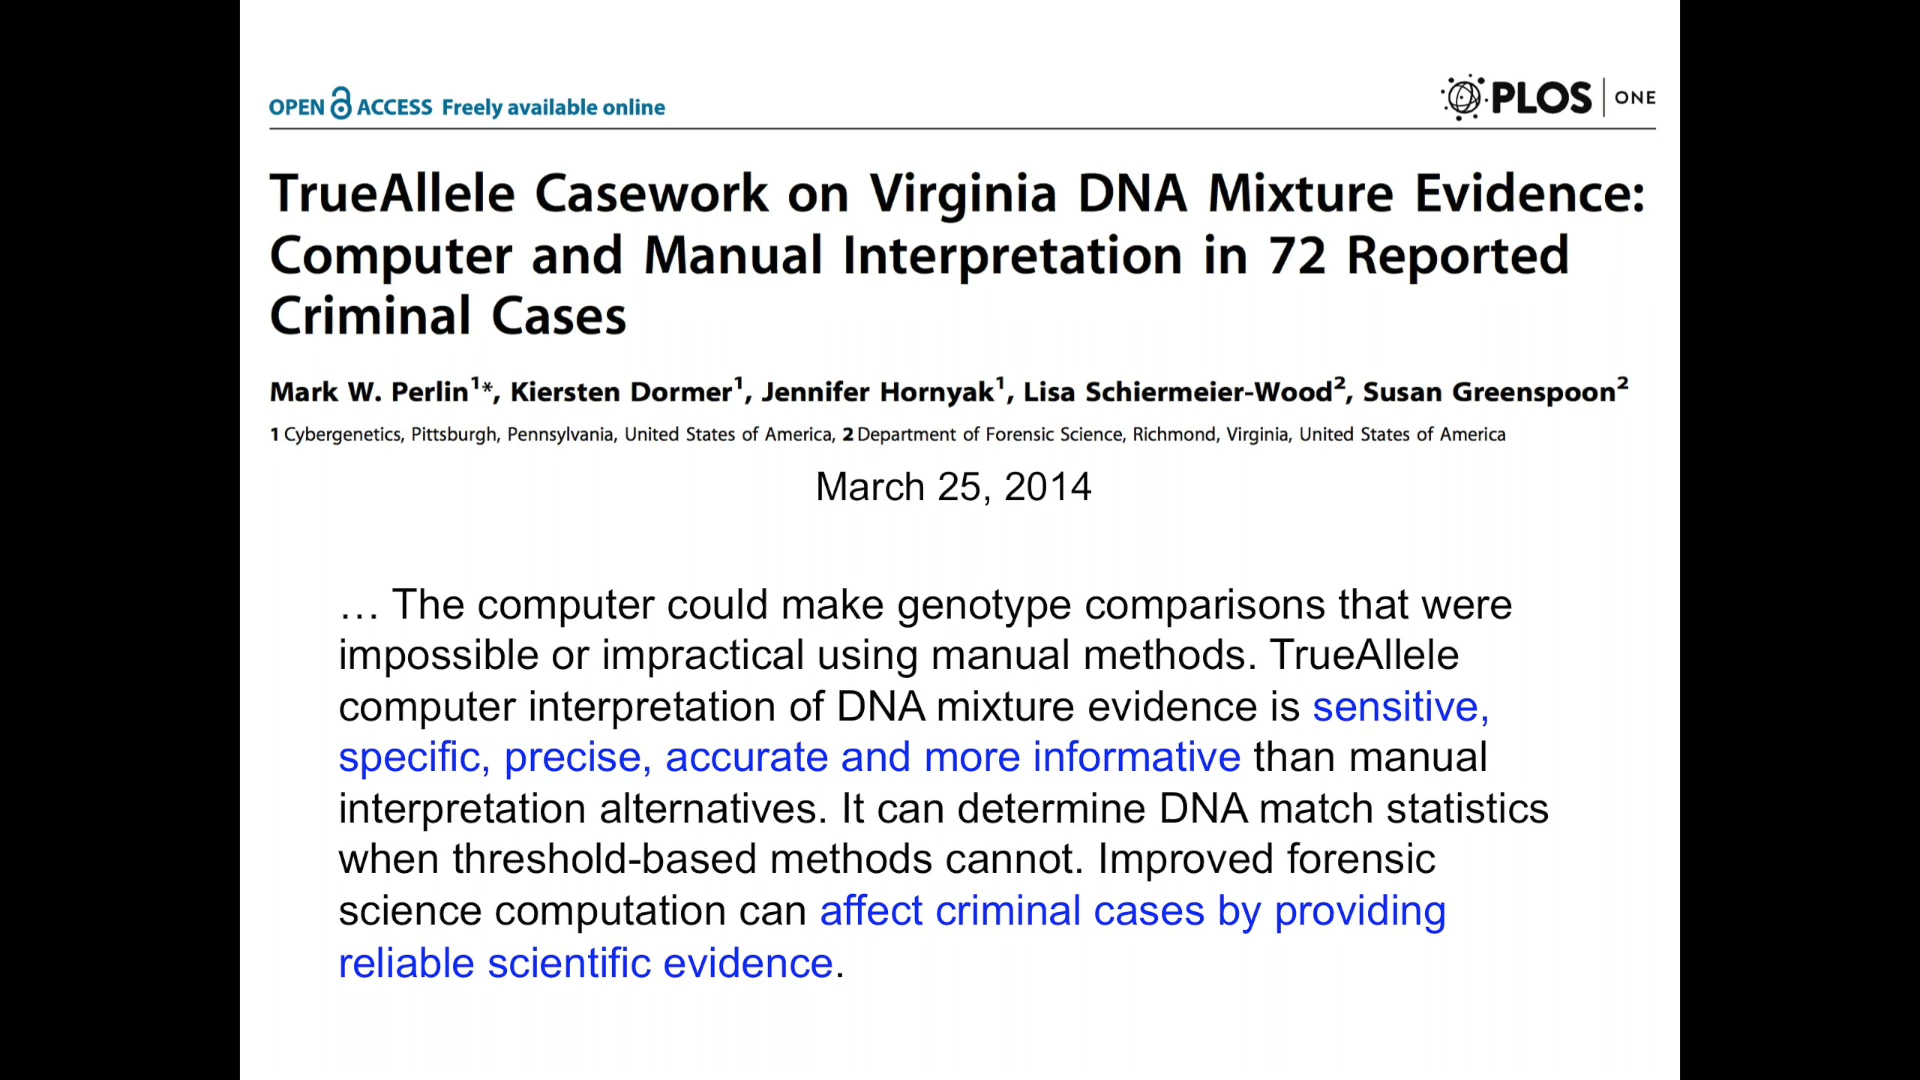 OPEN ACCESS Freely available online
PLOS ONE
TrueAllele Casework on Virginia DNA Mixture Evidence:
Computer and Manual Interpretation in 72 Reported
Criminal Cases
Mark W. Perlin1*, Kiersten Dormer1, Jennifer Hornyak1, Lisa Schiermeier-Wood2, Susan Greenspoon2
1 Cybergenetics, Pittsburgh, Pennsylvania, United States of America, 2 Department of Forensic Science, Richmond, Virginia, United States of America
March 25, 2014
… The computer could make genotype comparisons that were
impossible or impractical using manual methods. TrueAllele
computer interpretation of DNA mixture evidence is sensitive,
specific, precise, accurate and more informative than manual
interpretation alternatives. It can determine DNA match statistics
when threshold-based methods cannot. Improved forensic
science computation can affect criminal cases by providing
reliable scientific evidence.